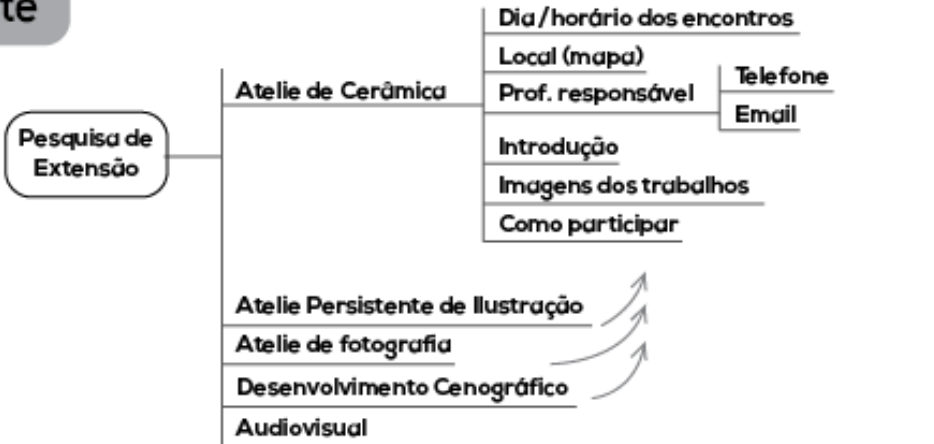 te
Pesquisa de
Extensão
Atelie de Cerâmica
Dia/horário dos encontros
Local (mapa)
Prof. responsável
Telefone
Email
Introdução
Imagens dos trabalhos
Como participar
Atelie Persistente de Ilustração
Atelie de fotografia
Desenvolvimento Cenográfico
Audiovisual